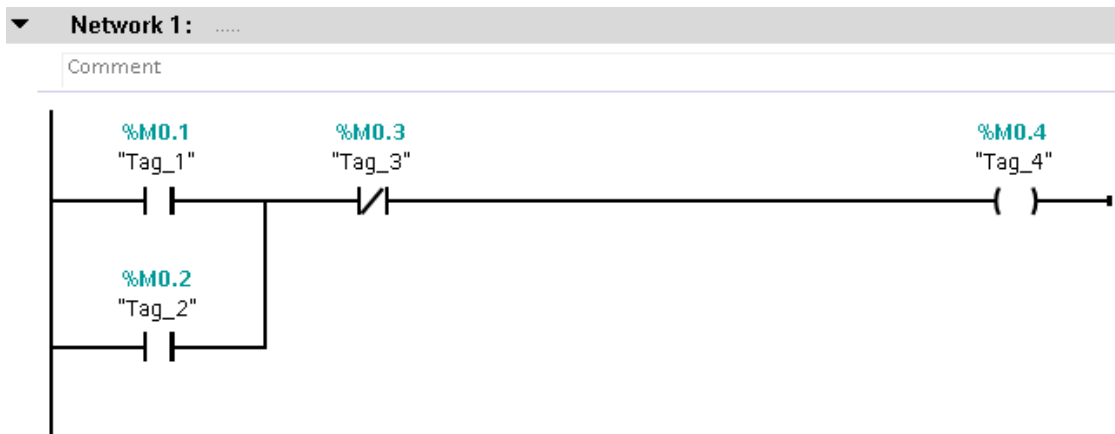 Network 1: .....
Comment
%M0.1 %M0.3 %M0.4
"Tag_1" "Tag_3" "Tag_4"
%M0.2
"Tag_2"